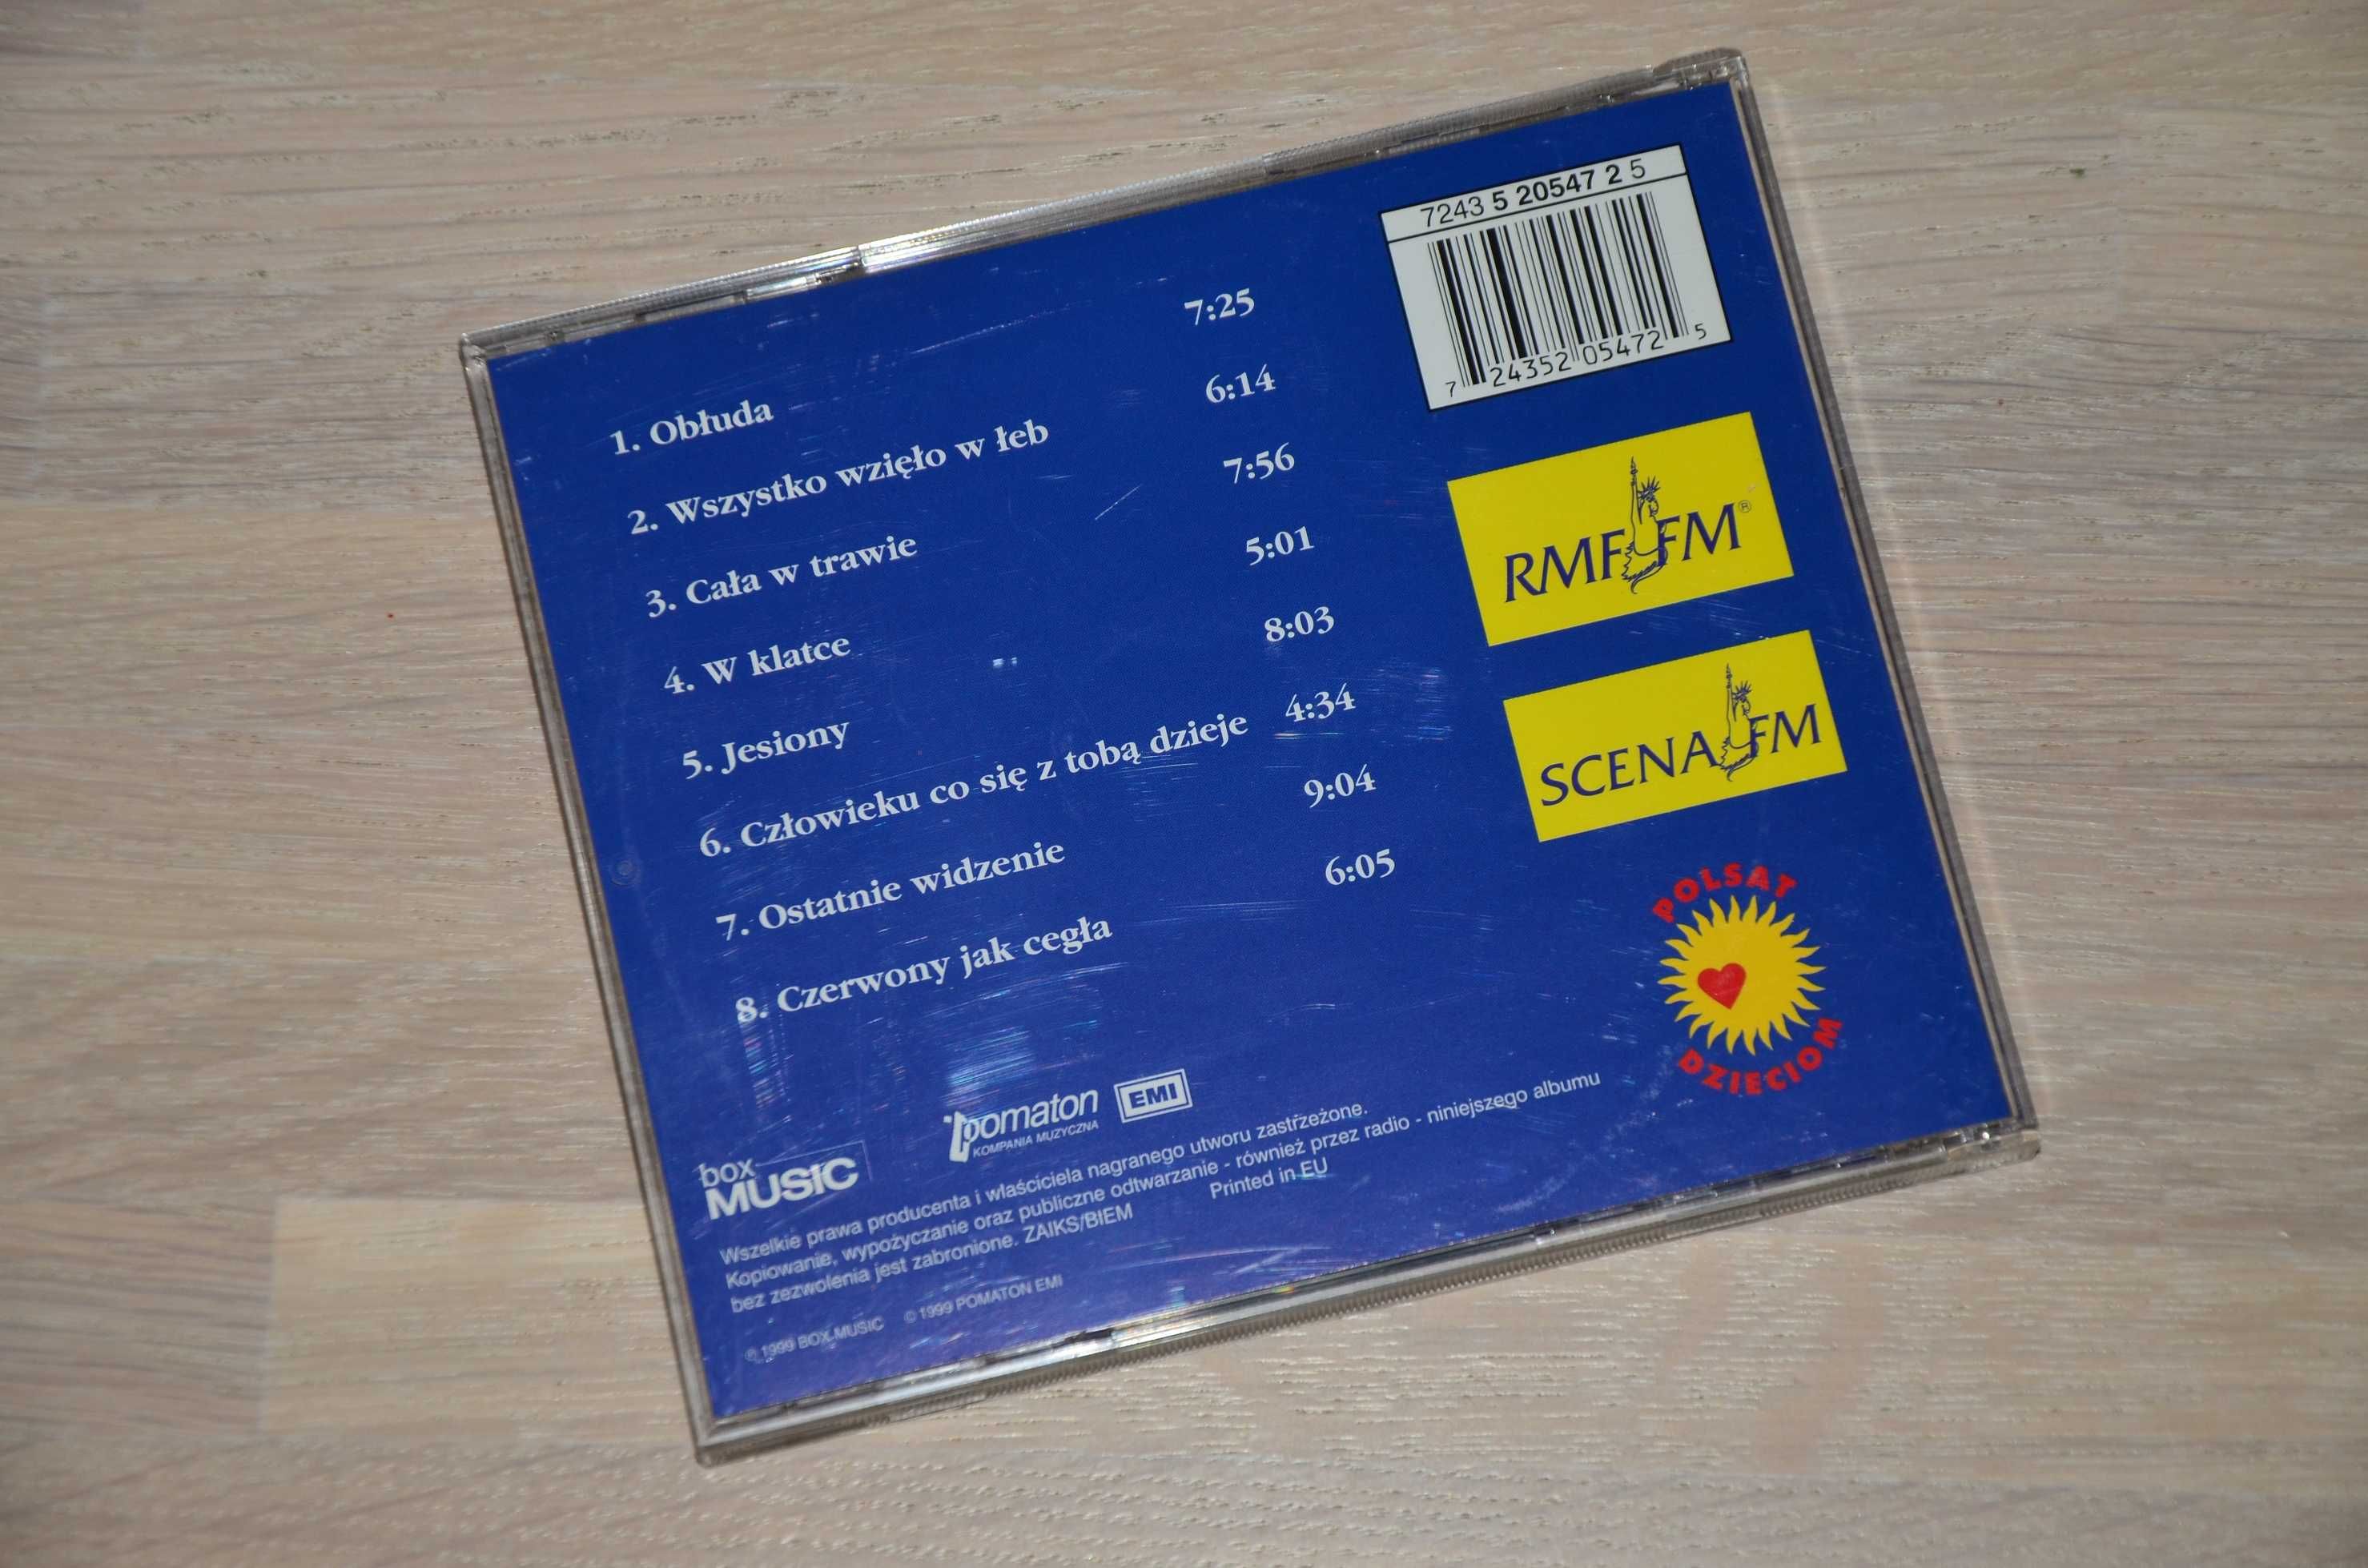 7243 5 20547 2 5
7 24352 05472 5
1. Obłuda 7:25
2. Wszystko wzięło w łeb 6:14
3. Cała w trawie 7:56
4. W klatce 5:01
5. Jesiony 8:03
6. Człowieku co się z tobą dzieje 4:34
7. Ostatnie widzenie 9:04
8. Czerwony jak cegła 6:05
RMF FM ®
SCENA FM
POLSAT
DZIECIOM
box
MUSIC
pomaton
KOMPANIA MUZYCZNA
EMI
Wszelkie prawa producenta i właściciela nagranego utworu zastrzeżone.
Kopiowanie, wypożyczanie oraz publiczne odtwarzanie - również przez radio - niniejszego albumu
bez zezwolenia jest zabronione. ZAIKS/BIEM Printed in EU
℗ 1999 BOX MUSIC © 1999 POMATON EMI